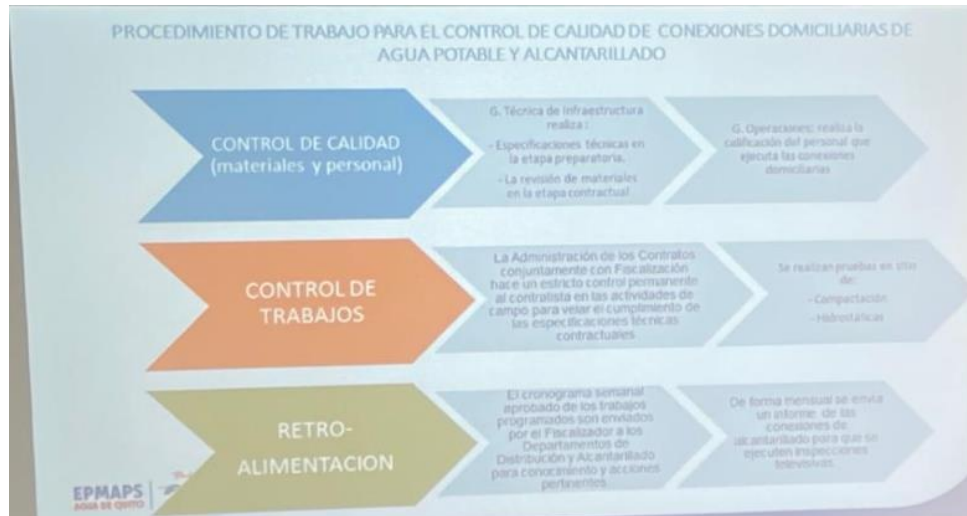 PROCEDIMIENTO DE TRABAJO PARA EL CONTROL DE CALIDAD DE CONEXIONES DOMICILIARIAS DE
AGUA POTABLE Y ALCANTARILLADO
CONTROL DE CALIDAD
(materiales y personal)
G. Técnica de Infraestructura
realiza :
- Especificaciones técnicas en
la etapa preparatoria.
- La revisión de materiales
en la etapa contractual
G. Operaciones: realiza la
calificación del personal que
ejecuta las conexiones
domiciliarias
CONTROL DE
TRABAJOS
La Administración de los Contratos
conjuntamente con Fiscalización
hace un estricto control permanente
al contratista en las actividades de
campo para velar el cumplimiento de
las especificaciones técnicas
contractuales
Se realizan pruebas en sitio
de:
- Compactación
- Hidrostáticas
RETRO-
ALIMENTACION
El cronograma semanal
aprobado de los trabajos
programados son enviados
por el Fiscalizador a los
Departamentos de
Distribución y Alcantarillado
para conocimiento y acciones
pertinentes
De forma mensual se envía
un informe de las
conexiones de
alcantarillado para que se
ejecuten inspecciones
televisivas.
EPMAPS
AGUA DE QUITO